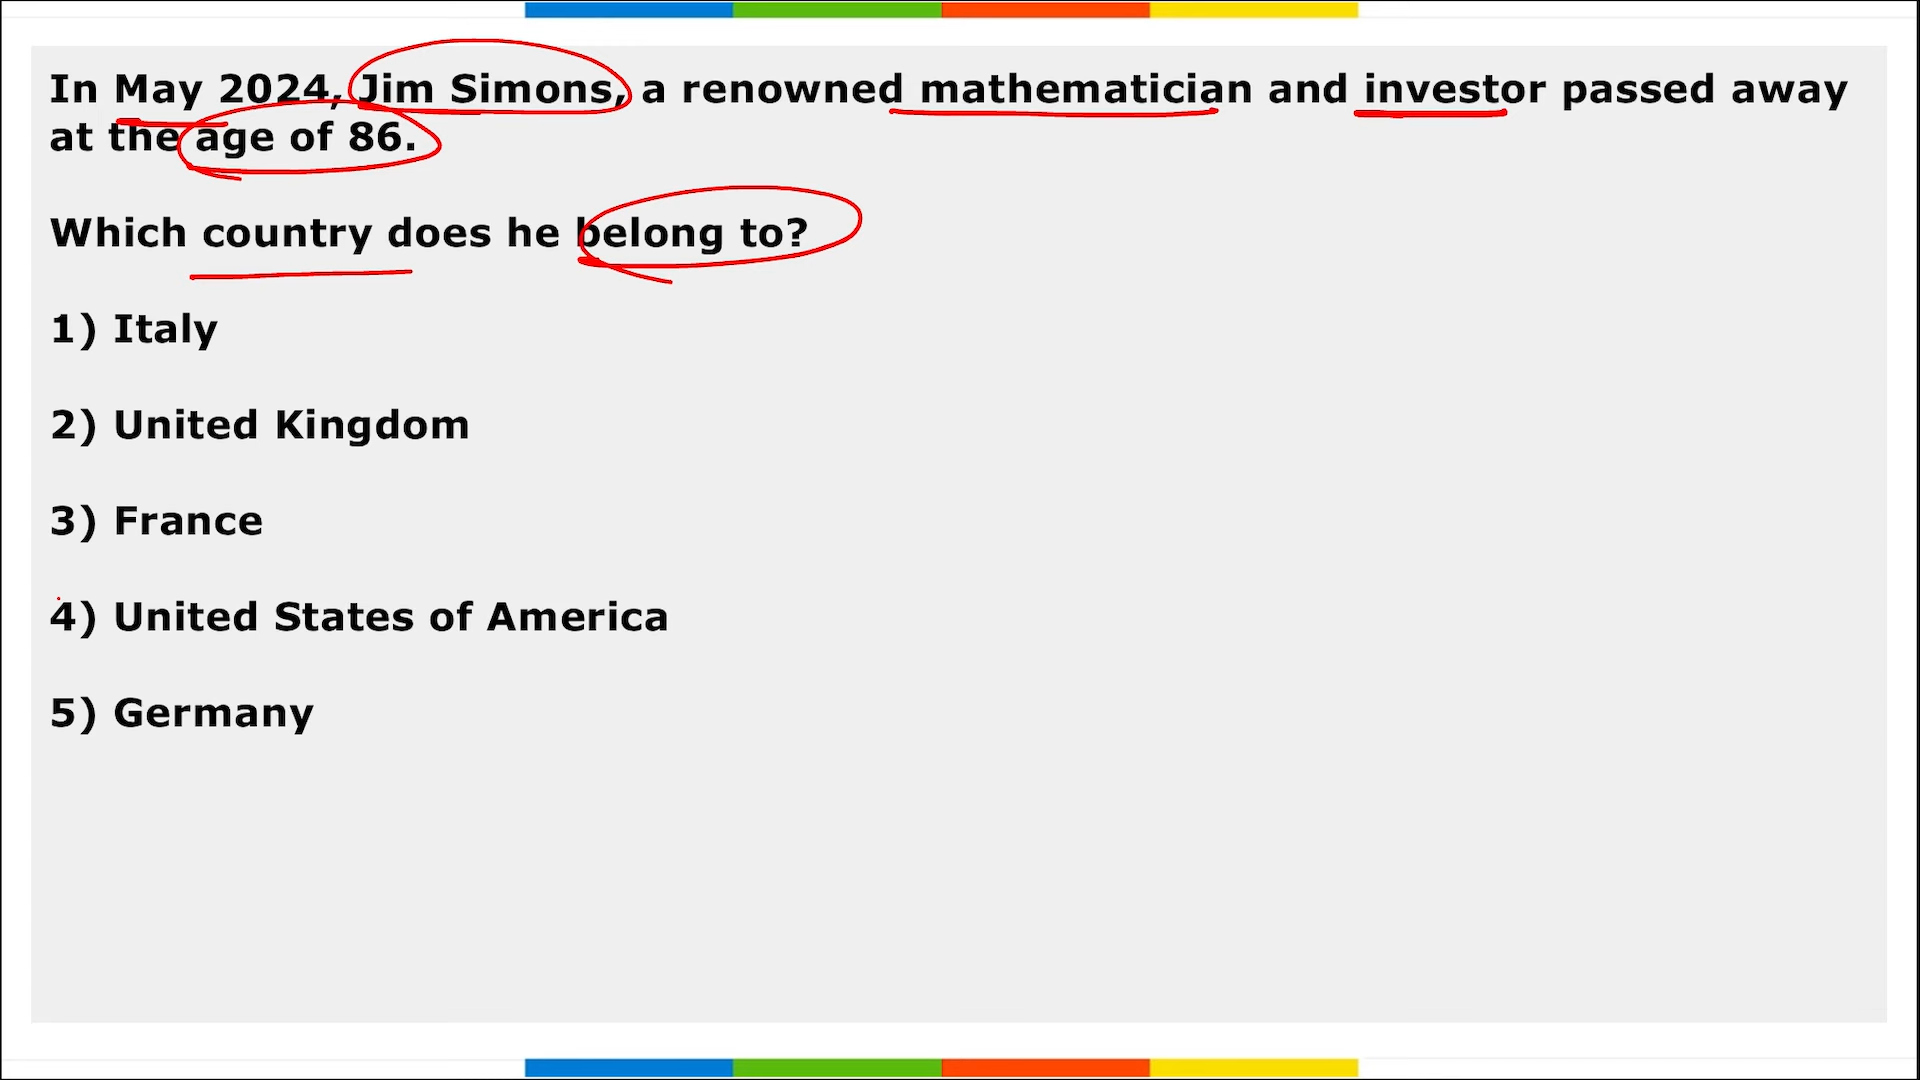 In May 2024, Jim Simons, a renowned mathematician and investor passed away
at the age of 86.
Which country does he belong to?
1) Italy
2) United Kingdom
3) France
4) United States of America
5) Germany